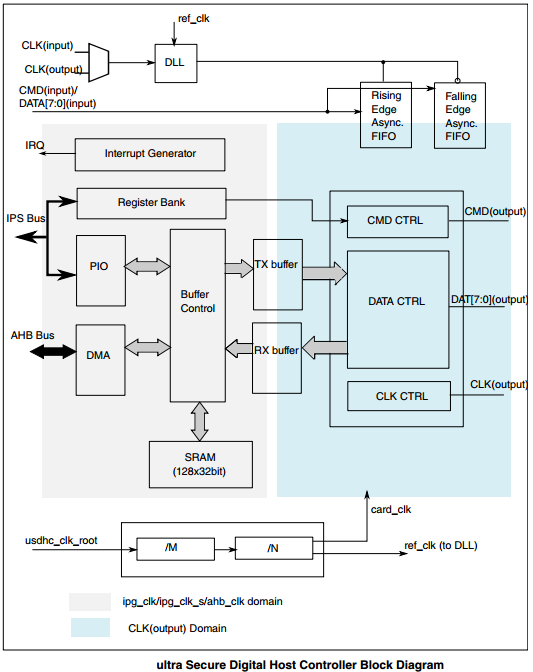 ref_clk
CLK(input)
DLL
CLK(output)
CMD(input)/
DATA[7:0](input)
Rising
Edge
Async.
FIFO
Falling
Edge
Async.
FIFO
IRQ
Interrupt Generator
Register Bank
IPS Bus
CMD CTRL
CMD(output)
PIO
Buffer
Control
TX buffer
DATA CTRL
DAT[7:0](output)
AHB Bus
DMA
RX buffer
CLK CTRL
CLK(output)
SRAM
(128x32bit)
card_clk
usdhc_clk_root
/M
/N
ref_clk (to DLL)
ipg_clk/ipg_clk_s/ahb_clk domain
CLK(output) Domain
ultra Secure Digital Host Controller Block Diagram